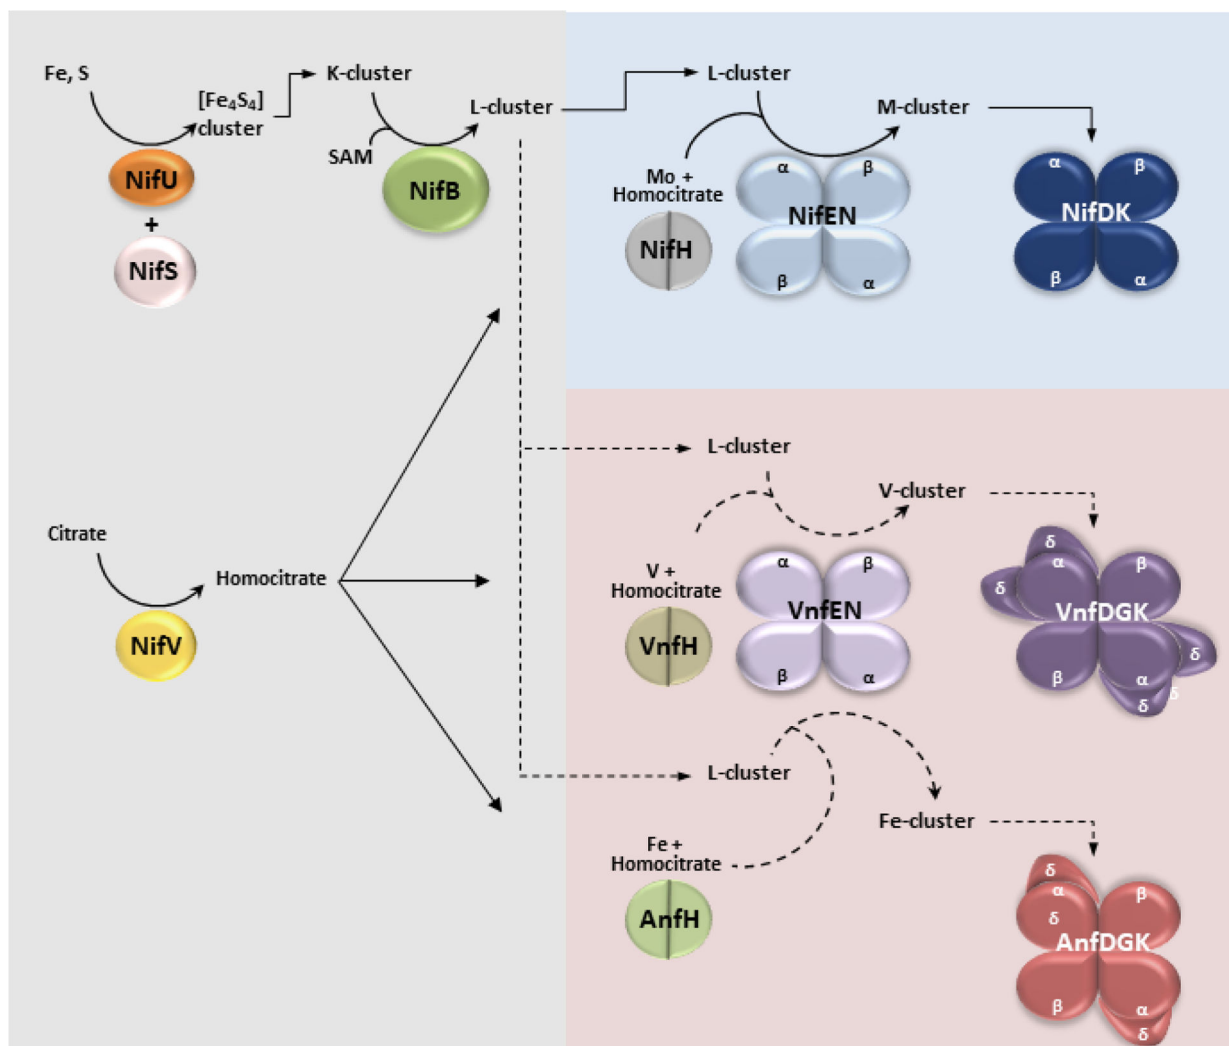 Fe, S
[Fe₄S₄]
cluster
NifU
+
NifS
K-cluster
SAM
NifB
L-cluster
Citrate
NifV
Homocitrate
L-cluster
Mo +
Homocitrate
NifH
α
β
NifEN
β
α
M-cluster
α
β
NifDK
β
α
L-cluster
V +
Homocitrate
VnfH
α
β
VnfEN
β
α
V-cluster
δ
α
β
δ
VnfDGK
δ
β
α
δ
δ
L-cluster
Fe +
Homocitrate
AnfH
Fe-cluster
δ
α
β
δ
AnfDGK
β
α
δ